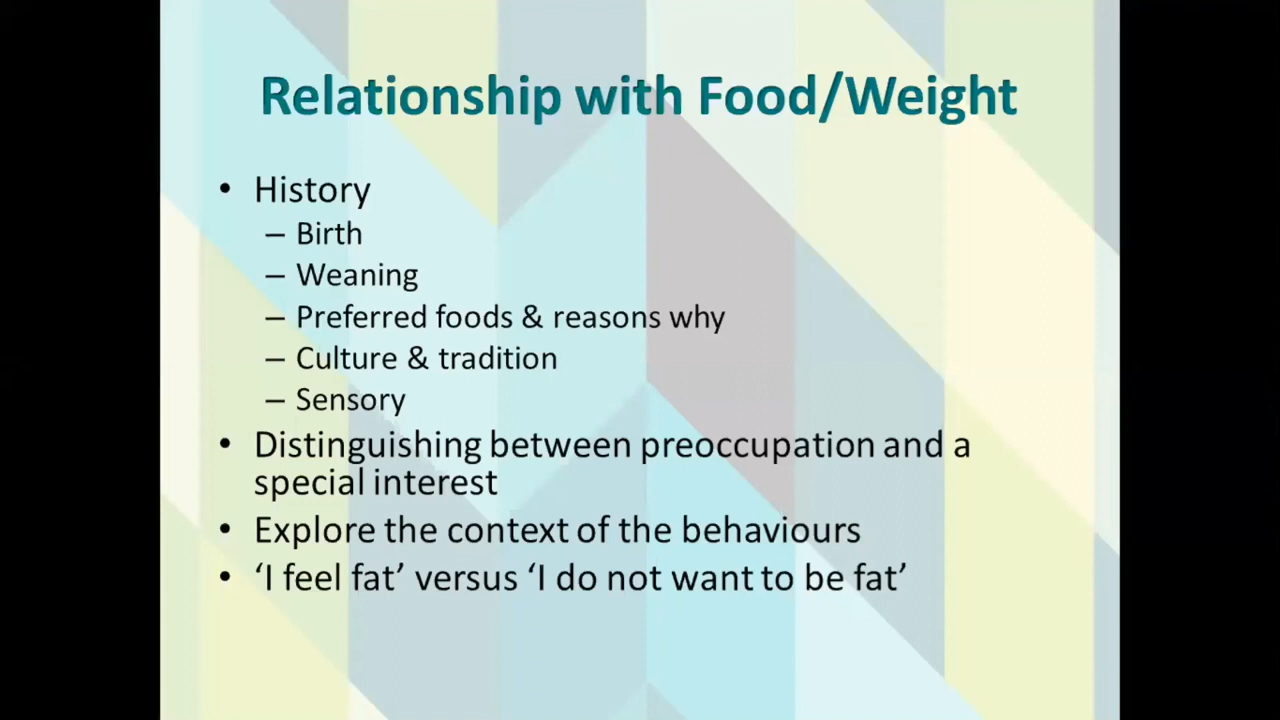 Relationship with Food/Weight
• History
– Birth
– Weaning
– Preferred foods & reasons why
– Culture & tradition
– Sensory
• Distinguishing between preoccupation and a
special interest
• Explore the context of the behaviours
• ‘I feel fat’ versus ‘I do not want to be fat’